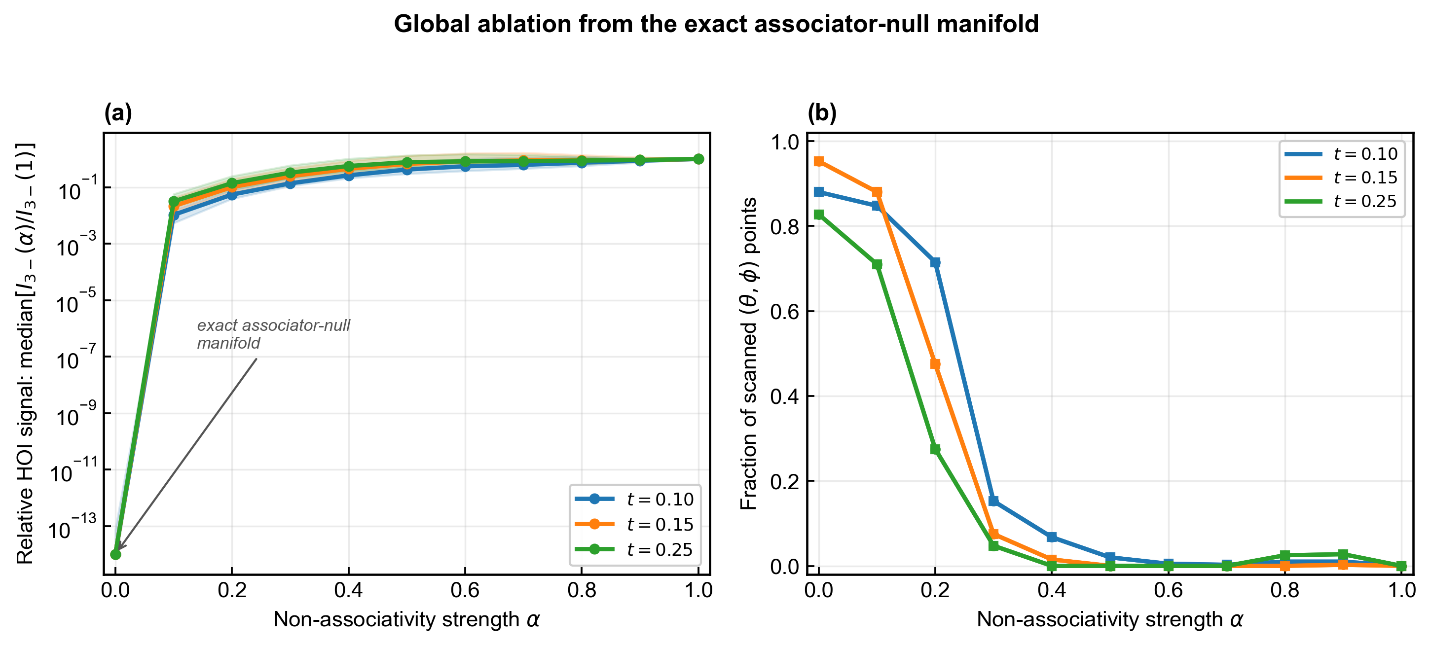 Global ablation from the exact associator-null manifold
(a)
Relative HOI signal: median[I₃₋(α)/I₃₋(1)]
10⁻¹
10⁻³
10⁻⁵
10⁻⁷
10⁻⁹
10⁻¹¹
10⁻¹³
exact associator-null
manifold
t = 0.10
t = 0.15
t = 0.25
0.0 0.2 0.4 0.6 0.8 1.0
Non-associativity strength α
(b)
Fraction of scanned (θ, ϕ) points
1.0
0.8
0.6
0.4
0.2
0.0
t = 0.10
t = 0.15
t = 0.25
0.0 0.2 0.4 0.6 0.8 1.0
Non-associativity strength α